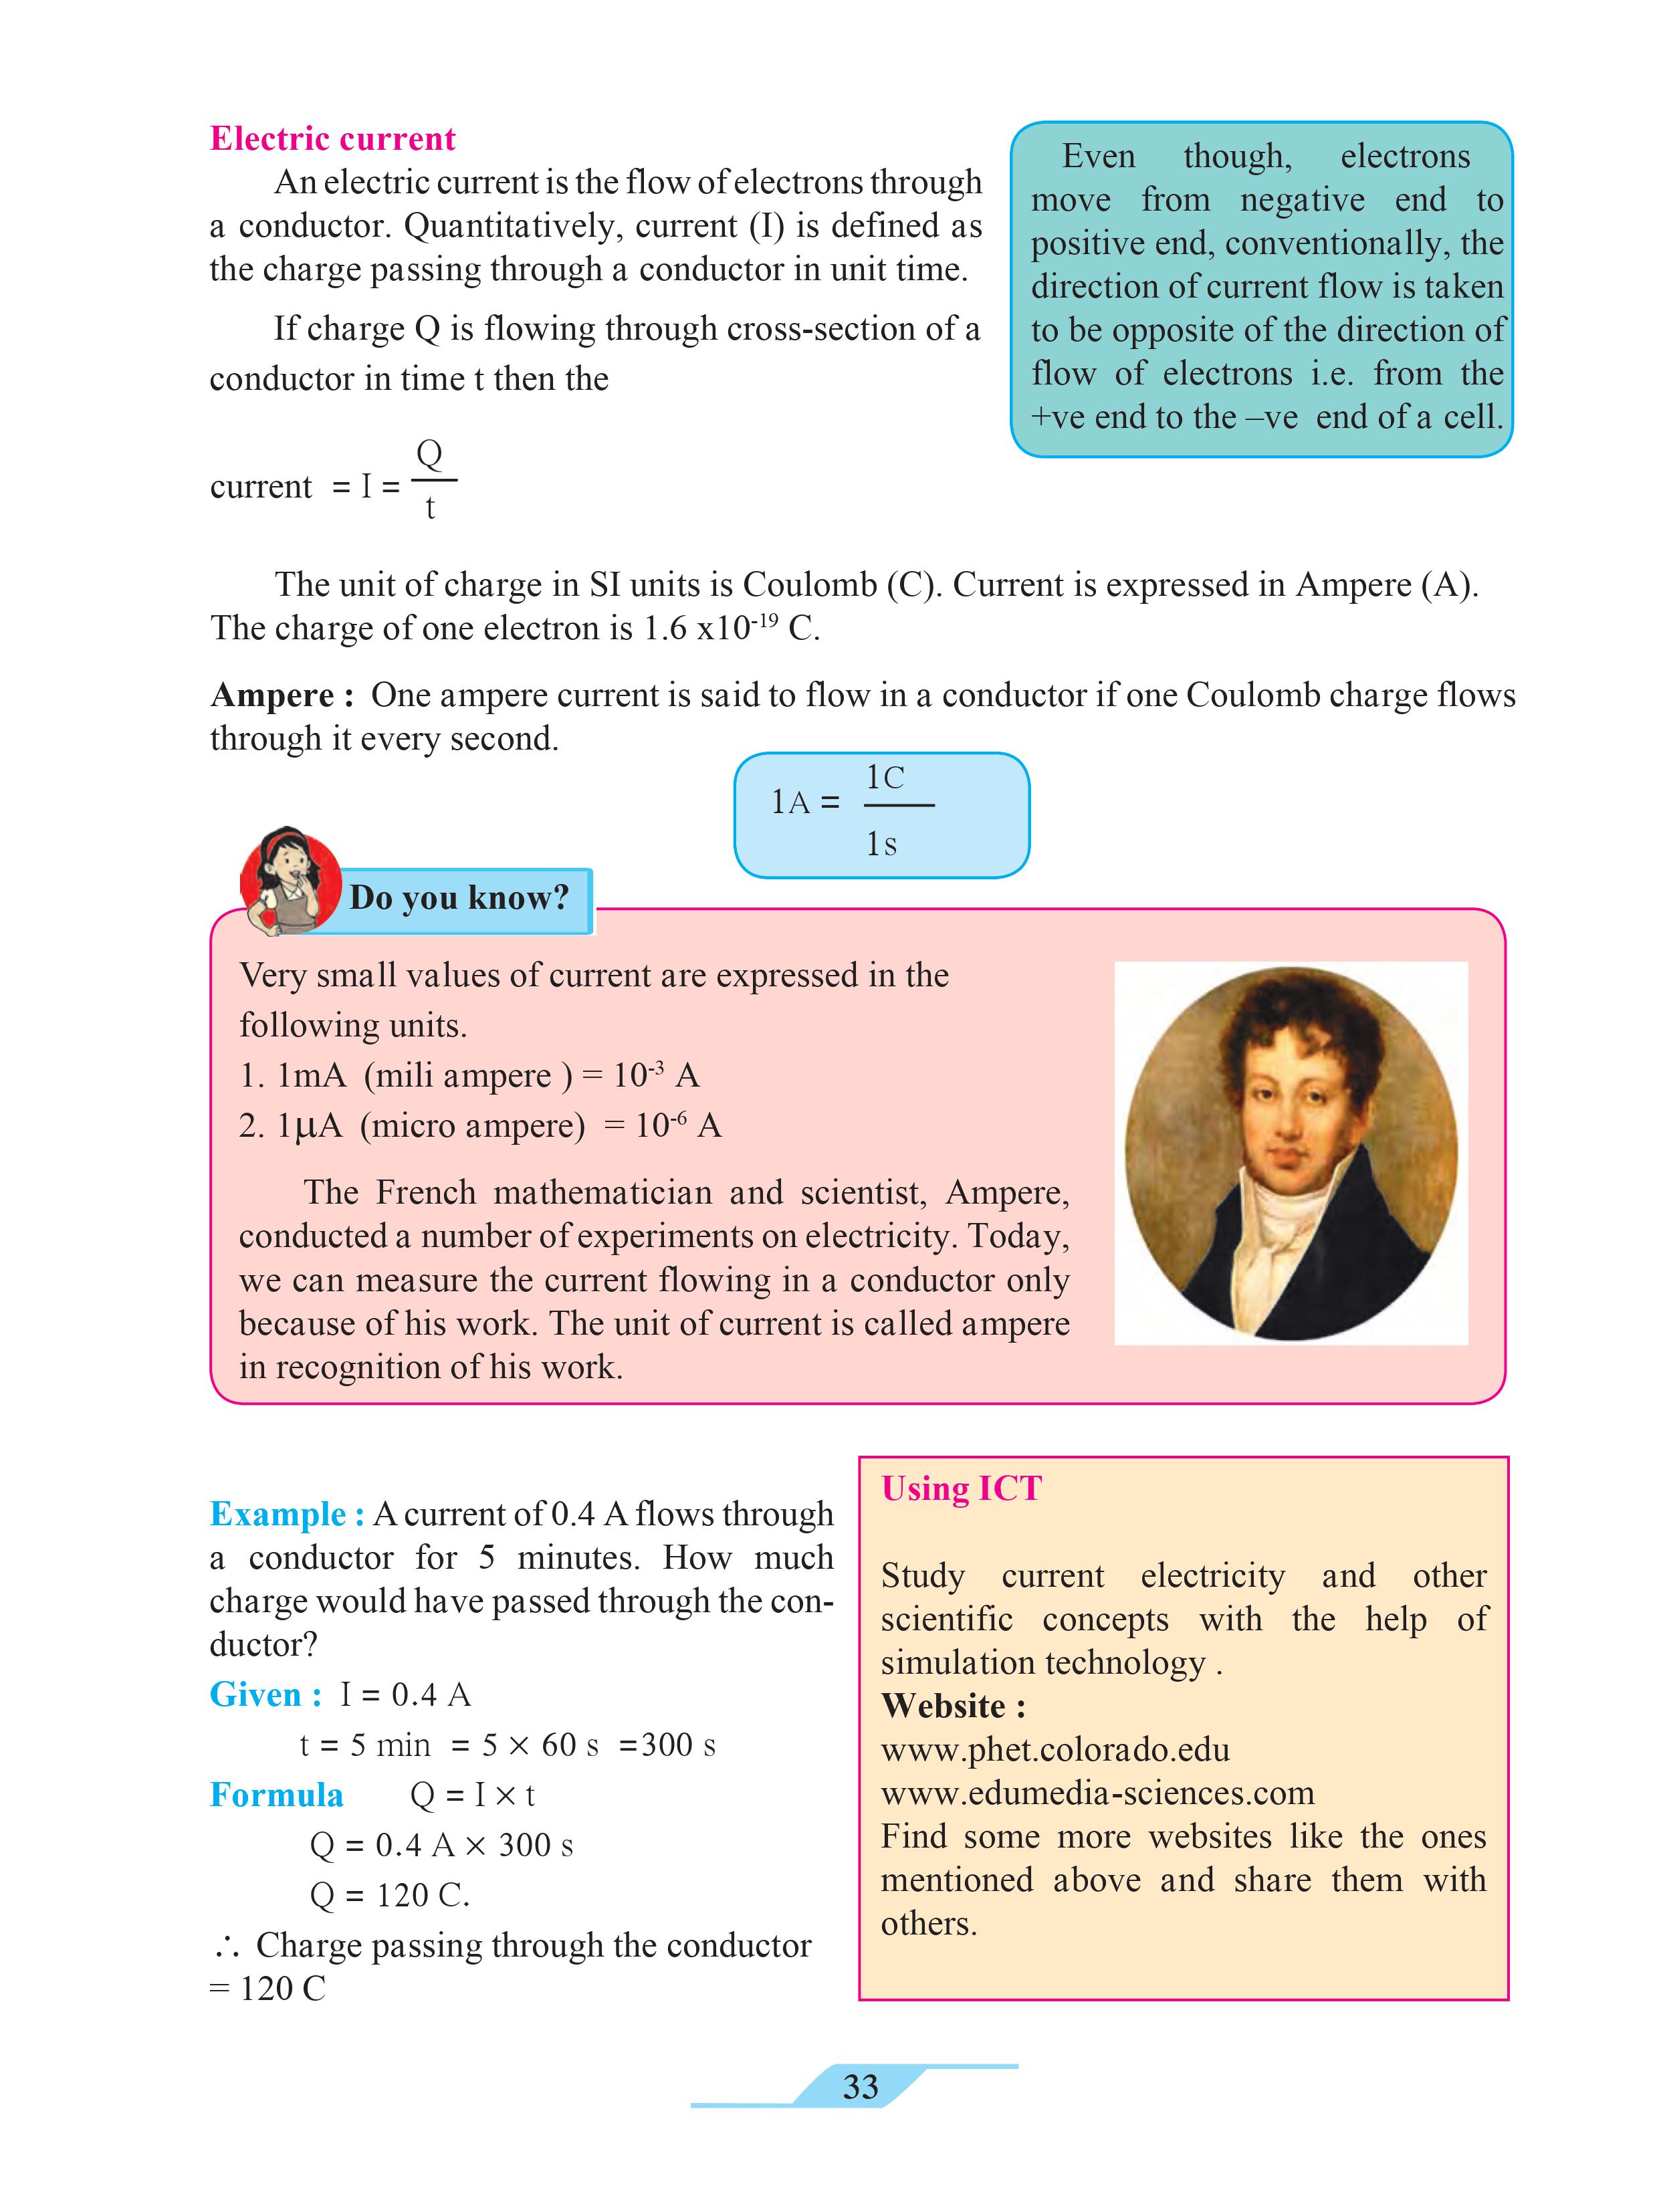 Electric current
An electric current is the flow of electrons through
a conductor. Quantitatively, current (I) is defined as
the charge passing through a conductor in unit time.
If charge Q is flowing through cross-section of a
conductor in time t then the
current = I = Q
t
Even though, electrons
move from negative end to
positive end, conventionally, the
direction of current flow is taken
to be opposite of the direction of
flow of electrons i.e. from the
+ve end to the –ve end of a cell.
The unit of charge in SI units is Coulomb (C). Current is expressed in Ampere (A).
The charge of one electron is 1.6 x10⁻¹⁹ C.
Ampere : One ampere current is said to flow in a conductor if one Coulomb charge flows
through it every second.
1A = 1C
1s
Do you know?
Very small values of current are expressed in the
following units.
1. 1mA (mili ampere ) = 10⁻³ A
2. 1μA (micro ampere) = 10⁻⁶ A
The French mathematician and scientist, Ampere,
conducted a number of experiments on electricity. Today,
we can measure the current flowing in a conductor only
because of his work. The unit of current is called ampere
in recognition of his work.
Example : A current of 0.4 A flows through
a conductor for 5 minutes. How much
charge would have passed through the con-
ductor?
Given : I = 0.4 A
t = 5 min = 5 × 60 s =300 s
Formula Q = I × t
Q = 0.4 A × 300 s
Q = 120 C.
∴ Charge passing through the conductor
= 120 C
Using ICT
Study current electricity and other
scientific concepts with the help of
simulation technology .
Website :
www.phet.colorado.edu
www.edumedia-sciences.com
Find some more websites like the ones
mentioned above and share them with
others.
33